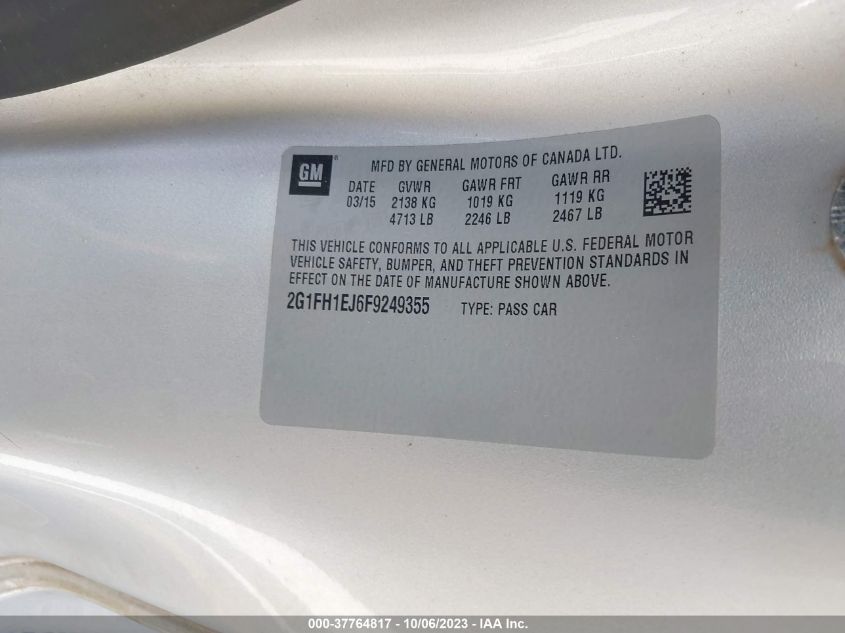 GM ® MFD BY GENERAL MOTORS OF CANADA LTD.
DATE GVWR GAWR FRT GAWR RR
03/15 2138 KG 1019 KG 1119 KG
4713 LB 2246 LB 2467 LB
THIS VEHICLE CONFORMS TO ALL APPLICABLE U.S. FEDERAL MOTOR
VEHICLE SAFETY, BUMPER, AND THEFT PREVENTION STANDARDS IN
EFFECT ON THE DATE OF MANUFACTURE SHOWN ABOVE.
2G1FH1EJ6F9249355 TYPE: PASS CAR
000-37764817 - 10/06/2023 - IAA Inc.